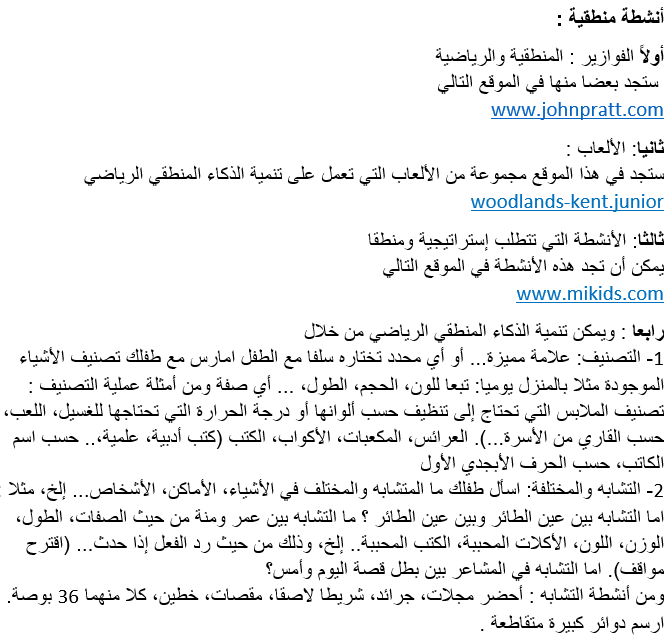 أنشطة منطقية :
أولاً الفوازير : المنطقية والرياضية
ستجد بعضا منها في الموقع التالي
www.johnpratt.com
ثانيا: الألعاب :
ستجد في هذا الموقع مجموعة من الألعاب التي تعمل على تنمية الذكاء المنطقي الرياضي
woodlands-kent.junior
ثالثا: الأنشطة التي تتطلب إستراتيجية ومنطقا
يمكن أن تجد هذه الأنشطة في الموقع التالي
www.mikids.com
رابعا : ويمكن تنمية الذكاء المنطقي الرياضي من خلال
1- التصنيف: علامة مميزة... أو أي محدد تختاره سلفا مع الطفل امارس مع طفلك تصنيف الأشياء
الموجودة مثلا بالمنزل يوميا: تبعا للون، الحجم، الطول، ... أي صفة ومن أمثلة عملية التصنيف :
تصنيف الملابس التي تحتاج إلى تنظيف حسب ألوانها أو درجة الحرارة التي تحتاجها للغسيل، اللعب،
حسب القاري من الأسرة...). العرائس، المكعبات، الأكواب، الكتب (كتب أدبية، علمية،.. حسب اسم
الكاتب، حسب الحرف الأبجدي الأول
2- التشابه والمختلفة: اسأل طفلك ما المتشابه والمختلف في الأشياء، الأماكن، الأشخاص... إلخ، مثلا :
اما التشابه بين عين الطائر وبين عين الطائر ؟ ما التشابه بين عمر ومنة من حيث الصفات، الطول،
الوزن، اللون، الأكلات المحببة، الكتب المحببة.. إلخ، وذلك من حيث رد الفعل إذا حدث... (اقترح
مواقف). اما التشابه في المشاعر بين بطل قصة اليوم وأمس؟
ومن أنشطة التشابه : أحضر مجلات، جرائد، شريطا لاصقا، مقصات، خطين، كلا منهما 36 بوصة.
ارسم دوائر كبيرة متقاطعة .